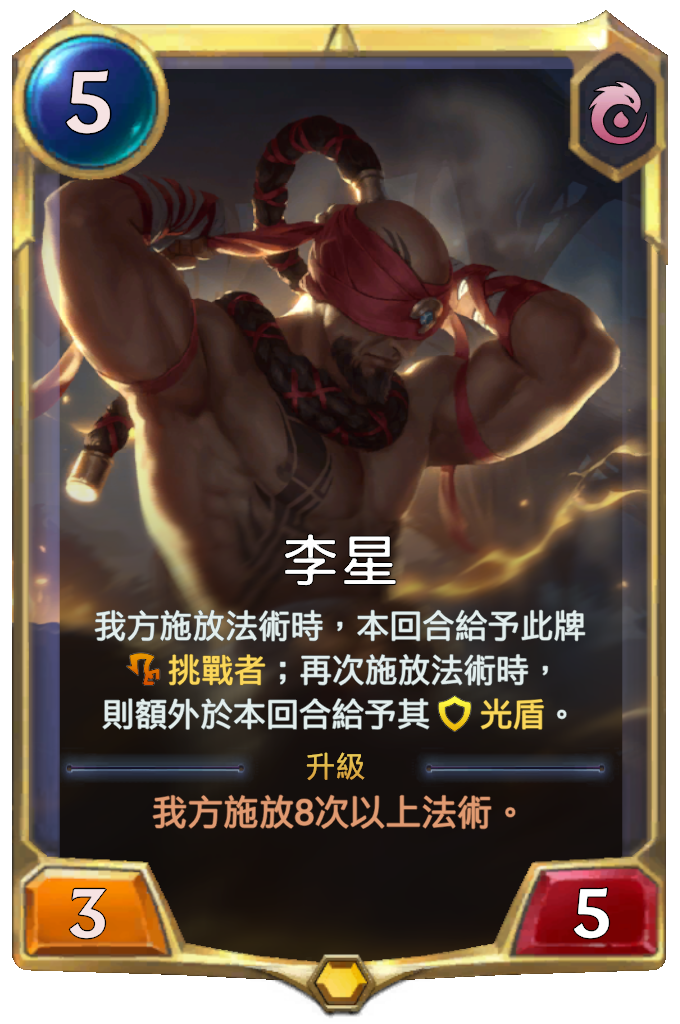 5
李星
我方施放法術時，本回合給予此牌
挑戰者；再次施放法術時，
則額外於本回合給予其 光盾。
升級
我方施放8次以上法術。
3
5